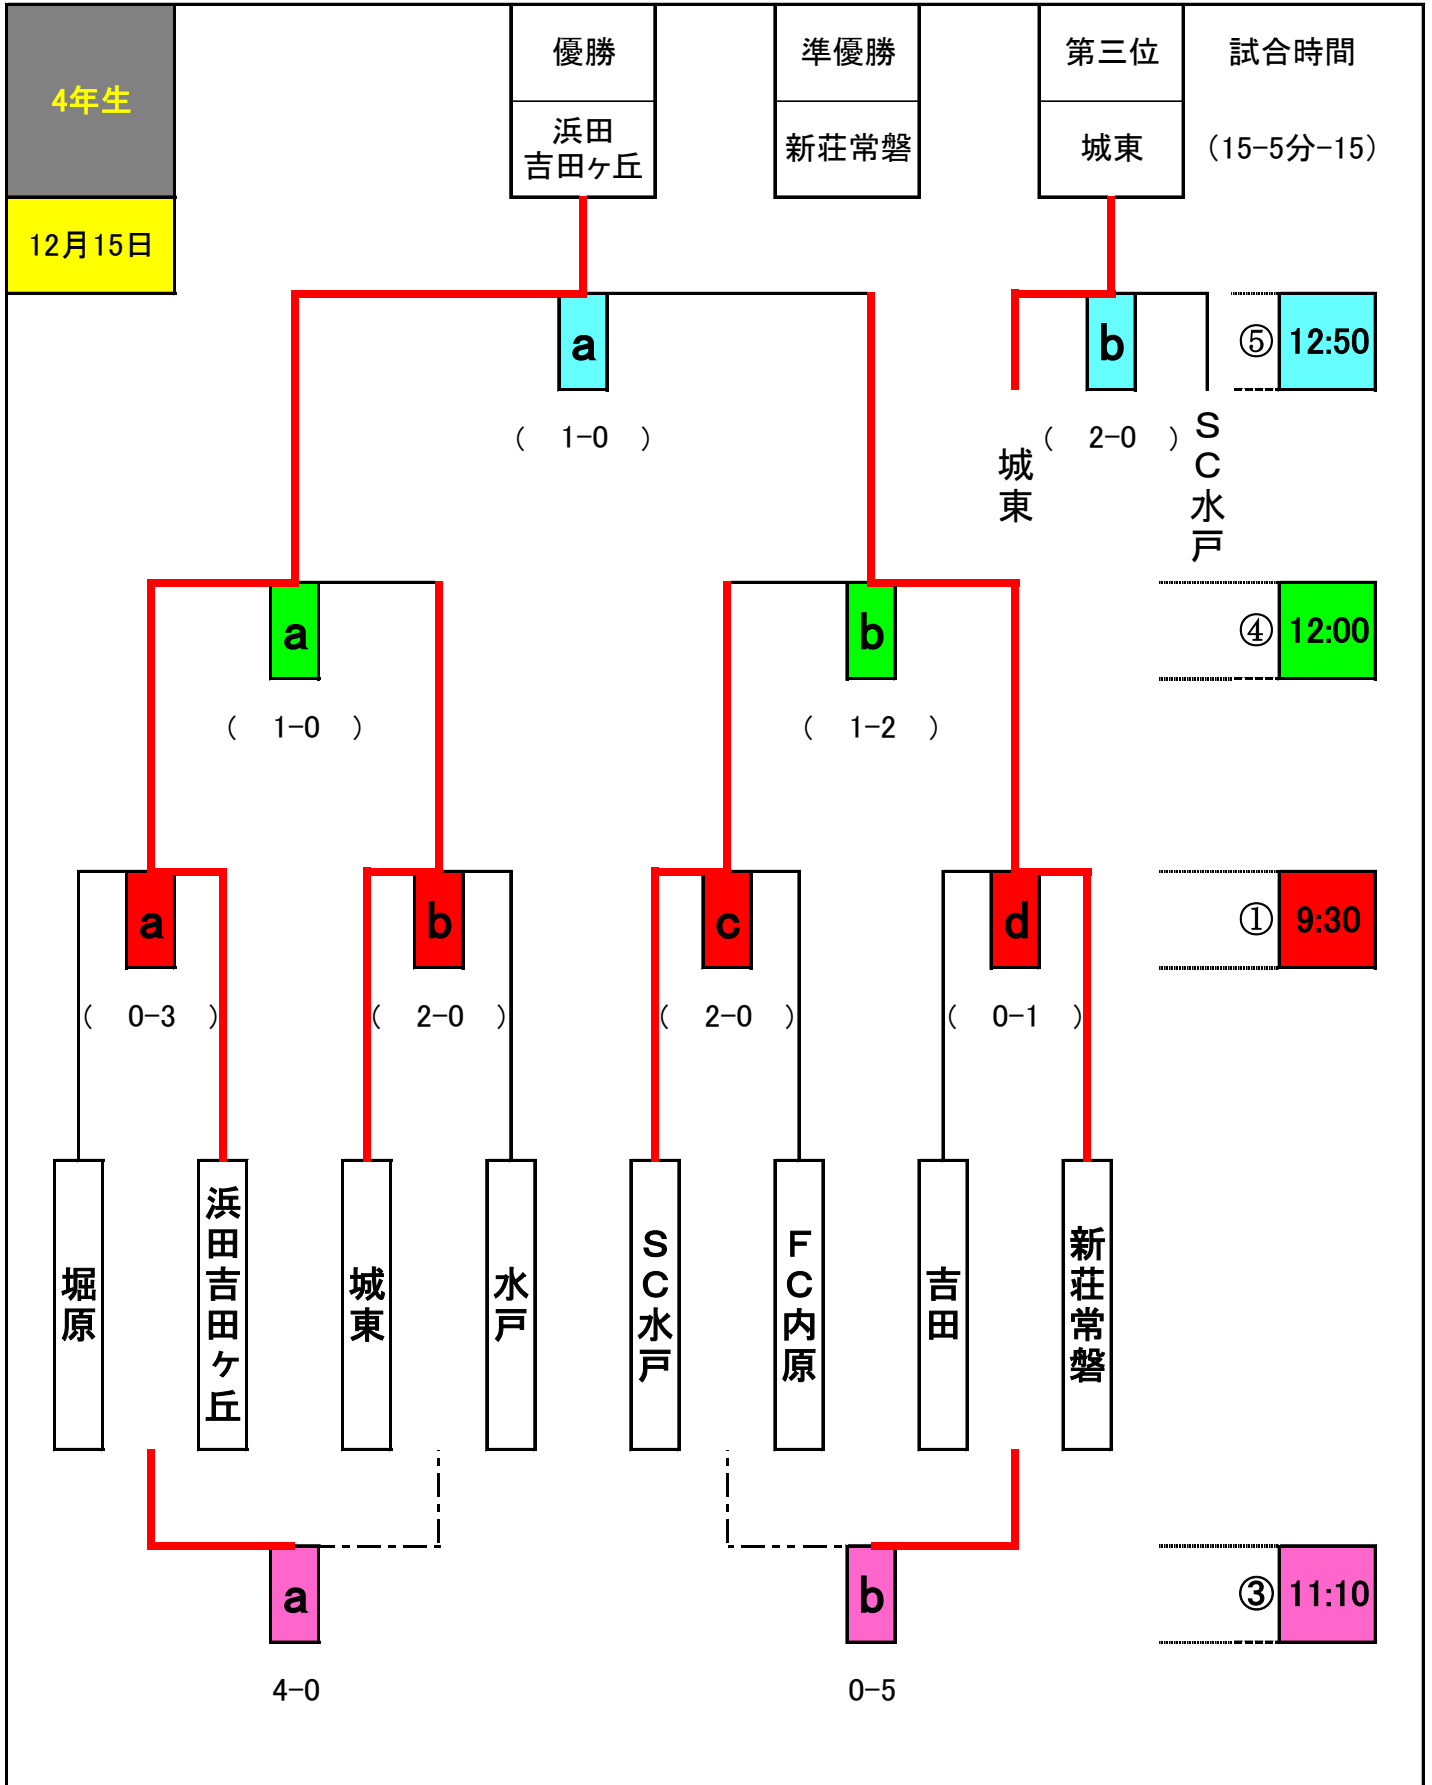 4年生
12月15日
優勝
浜田
吉田ヶ丘
準優勝
新荘常磐
第三位
城東
試合時間
(15-5分-15)
a
b
⑤ 12:50
( 1-0 )
( 2-0 )
城東
SC水戸
a
b
④ 12:00
( 1-0 )
( 1-2 )
a
b
c
d
① 9:30
( 0-3 )
( 2-0 )
( 2-0 )
( 0-1 )
堀原
浜田吉田ヶ丘
城東
水戸
SC水戸
FC内原
吉田
新荘常磐
a
b
③ 11:10
4-0
0-5